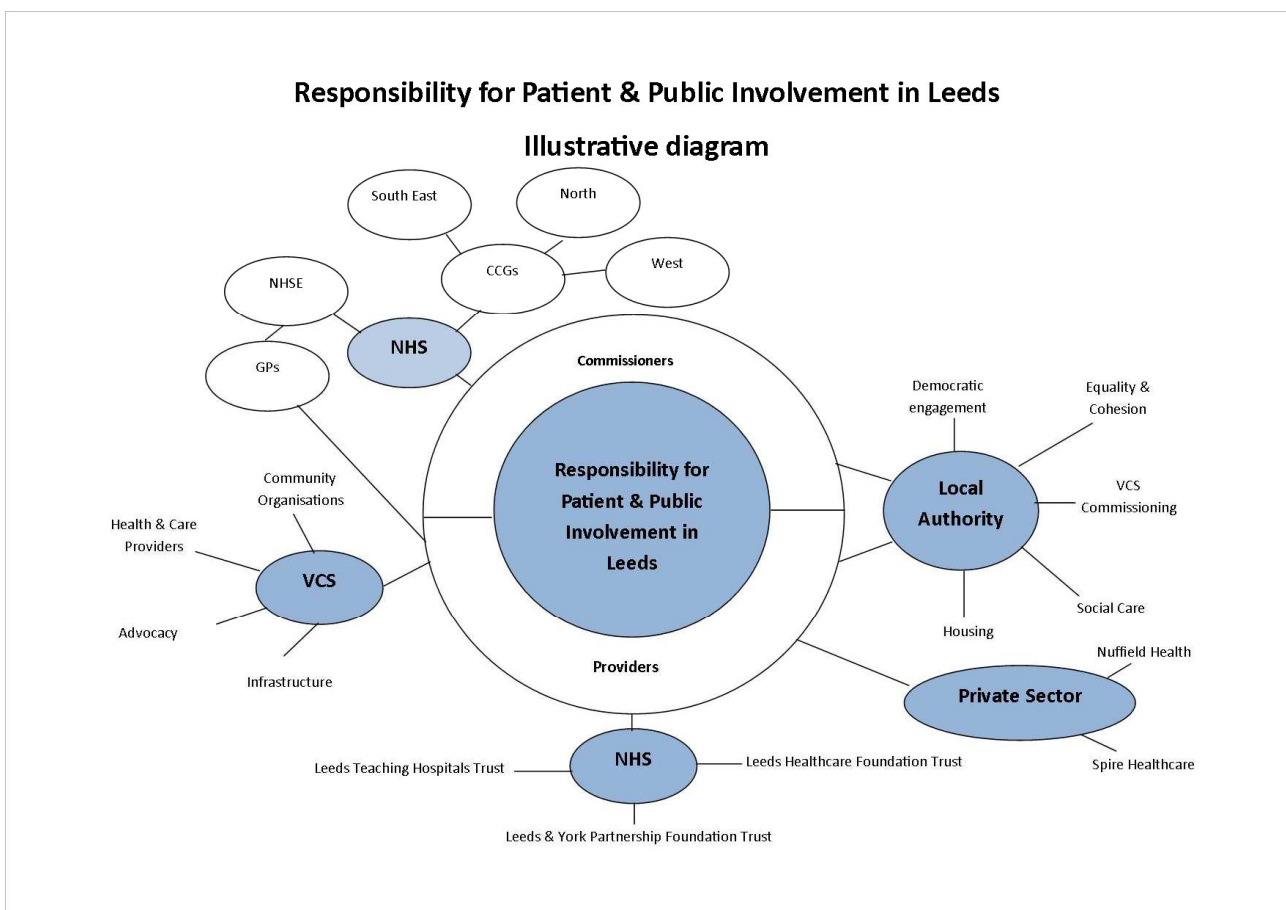 Responsibility for Patient & Public Involvement in Leeds
Illustrative diagram
South East
North
CCGs
West
NHSE
NHS
GPs
Commissioners
Democratic
engagement
Equality &
Cohesion
Responsibility for
Patient & Public
Involvement in
Leeds
Local
Authority
VCS
Commissioning
Community
Organisations
Health & Care
Providers
VCS
Advocacy
Infrastructure
Social Care
Housing
Providers
Nuffield Health
Private Sector
Spire Healthcare
NHS
Leeds Teaching Hospitals Trust
Leeds Healthcare Foundation Trust
Leeds & York Partnership Foundation Trust